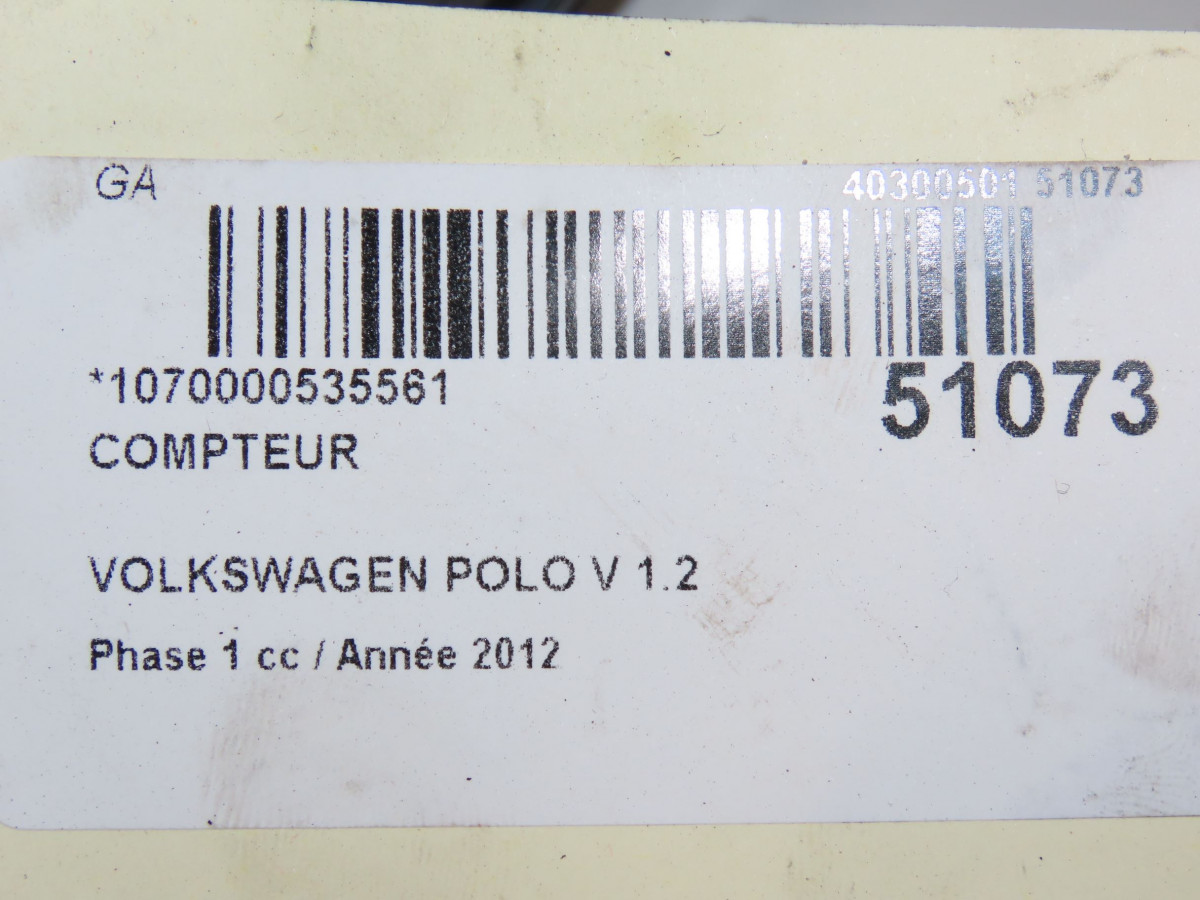 GA
40300501 51073
*1070000535561
51073
COMPTEUR
VOLKSWAGEN POLO V 1.2
Phase 1 cc / Année 2012